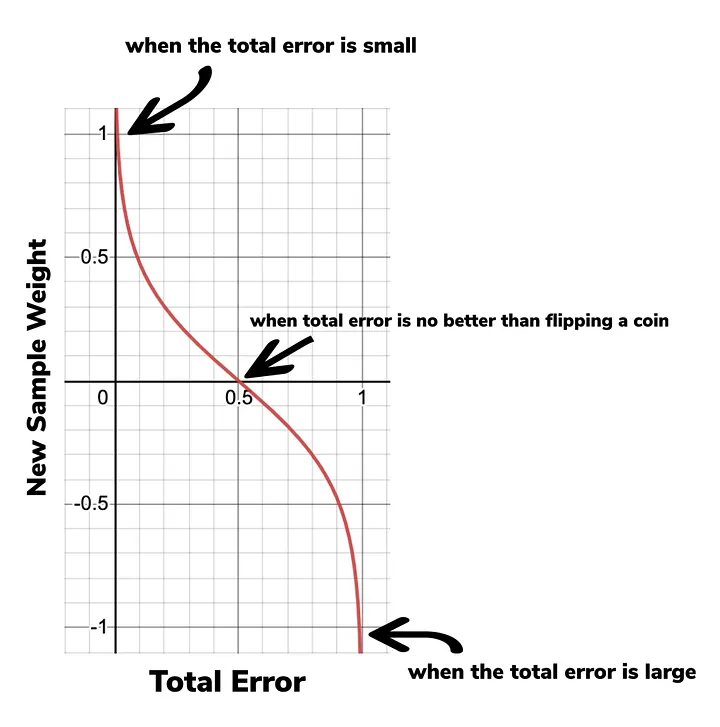 when the total error is small
1
0.5
when total error is no better than flipping a coin
0
0.5
1
New Sample Weight
-0.5
-1
when the total error is large
Total Error